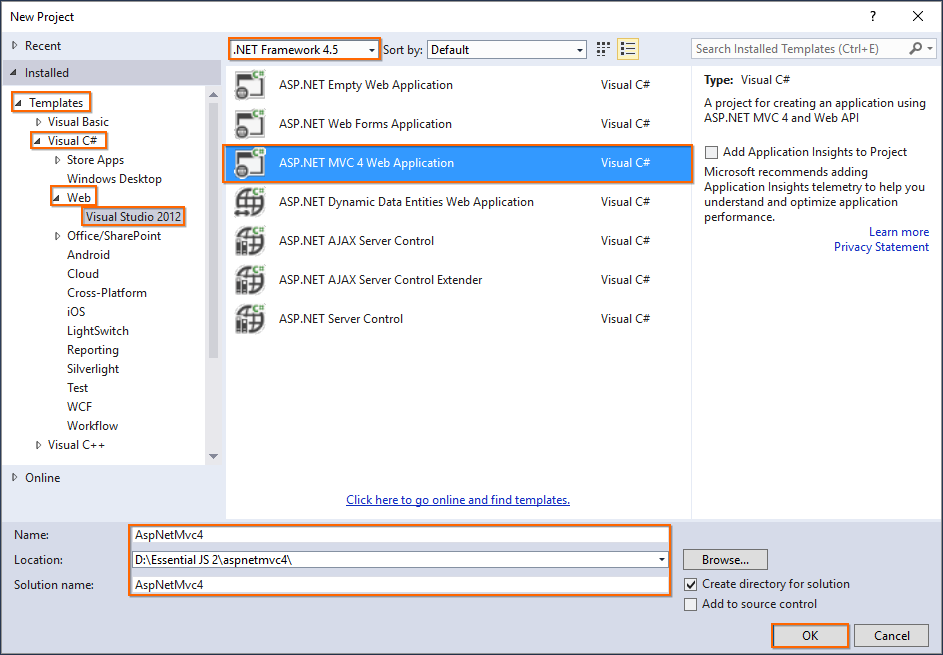 New Project
?
Recent
.NET Framework 4.5
Sort by:
Default
Search Installed Templates (Ctrl+E)
Installed
Templates
Visual Basic
Visual C#
Store Apps
Windows Desktop
Web
Visual Studio 2012
Office/SharePoint
Android
Cloud
Cross-Platform
iOS
LightSwitch
Reporting
Silverlight
Test
WCF
Workflow
Visual C++
Online
ASP.NET Empty Web Application Visual C#
ASP.NET Web Forms Application Visual C#
ASP.NET MVC 4 Web Application Visual C#
ASP.NET Dynamic Data Entities Web Application Visual C#
ASP.NET AJAX Server Control Visual C#
ASP.NET AJAX Server Control Extender Visual C#
ASP.NET Server Control Visual C#
Click here to go online and find templates.
Type: Visual C#
A project for creating an application using
ASP.NET MVC 4 and Web API
Add Application Insights to Project
Microsoft recommends adding
Application Insights telemetry to help you
understand and optimize application
performance.
Learn more
Privacy Statement
Name: AspNetMvc4
Location: D:\Essential JS 2\aspnetmvc4\
Browse...
Solution name: AspNetMvc4
Create directory for solution
Add to source control
OK
Cancel